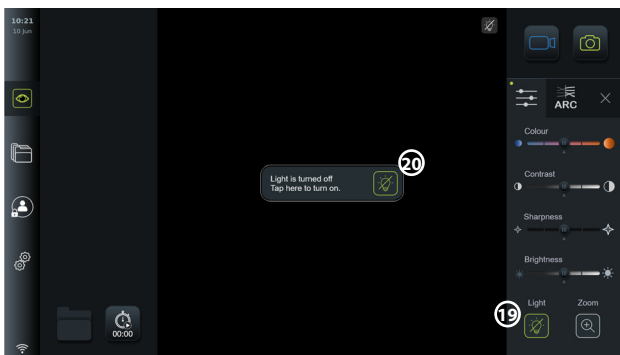 10:21
10 Jun
ARC
Colour
Light is turned off
Tap here to turn on.
20
Contrast
Sharpness
Brightness
Light
Zoom
19
00:00